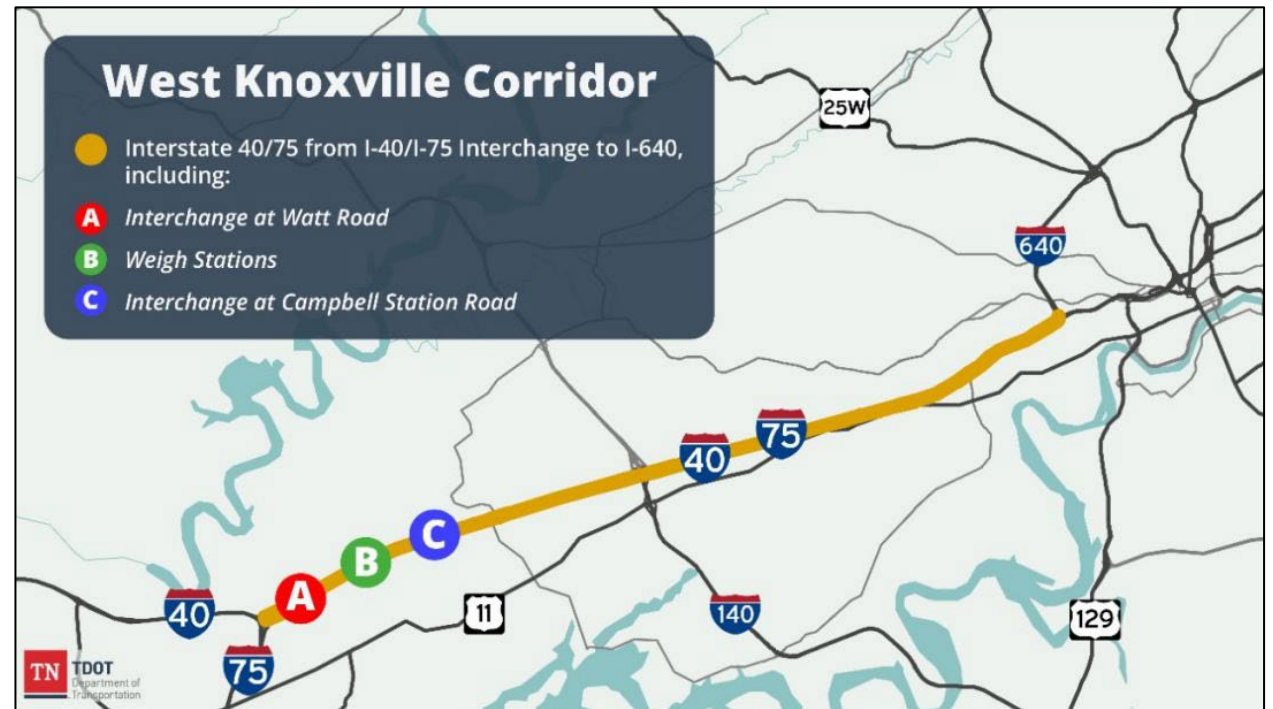 West Knoxville Corridor
Interstate 40/75 from I-40/I-75 Interchange to I-640,
including:
A Interchange at Watt Road
B Weigh Stations
C Interchange at Campbell Station Road
25W
640
75
40
C
B
A
40
11
140
129
75
TN TDOT
Department of
Transportation